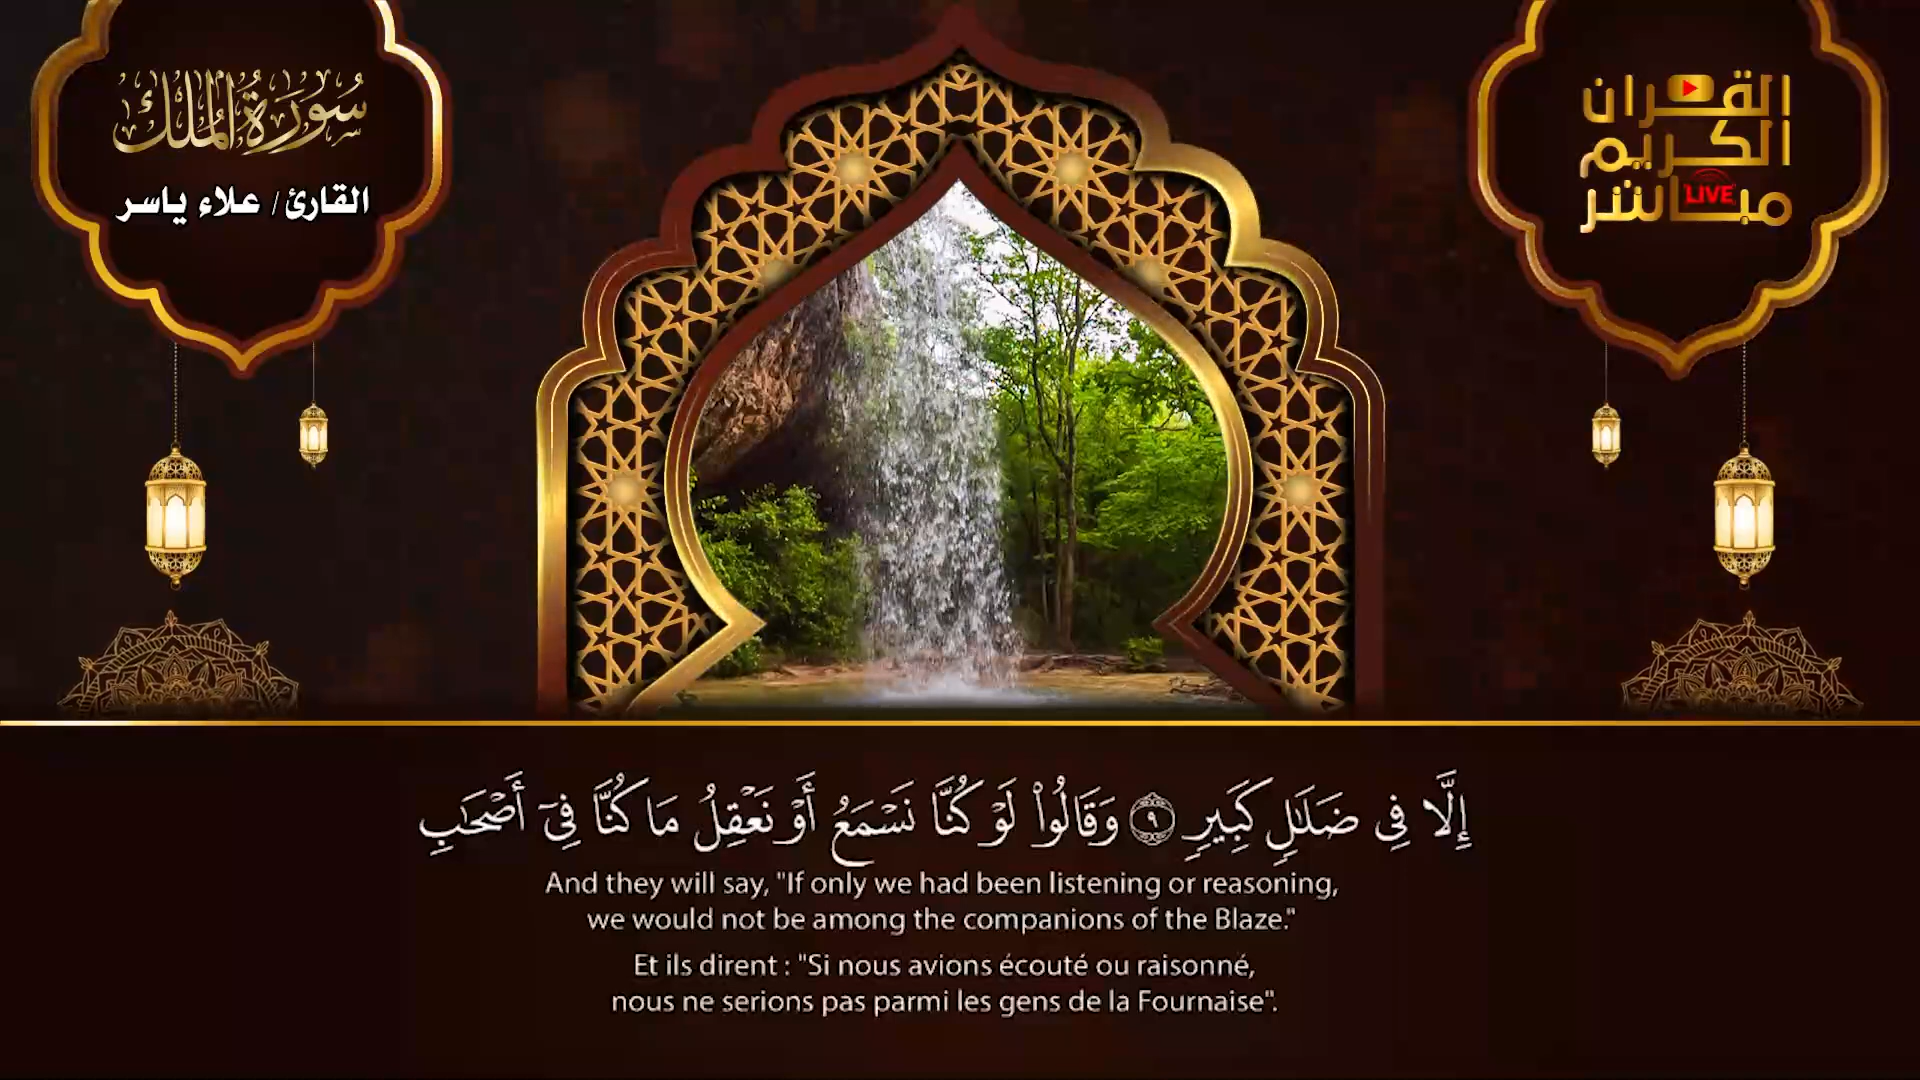 سُورَةُ المُلك
القارئ / علاء ياسر
القرآن
الكريم
مباشر
LIVE
إِلَّا فِى ضَلَـٰلٍ كَبِيرٍ ٩ وَقَالُوا۟ لَوْ كُنَّا نَسْمَعُ أَوْ نَعْقِلُ مَا كُنَّا فِىٓ أَصْحَـٰبِ
And they will say, "If only we had been listening or reasoning,
we would not be among the companions of the Blaze."
Et ils dirent : "Si nous avions écouté ou raisonné,
nous ne serions pas parmi les gens de la Fournaise".